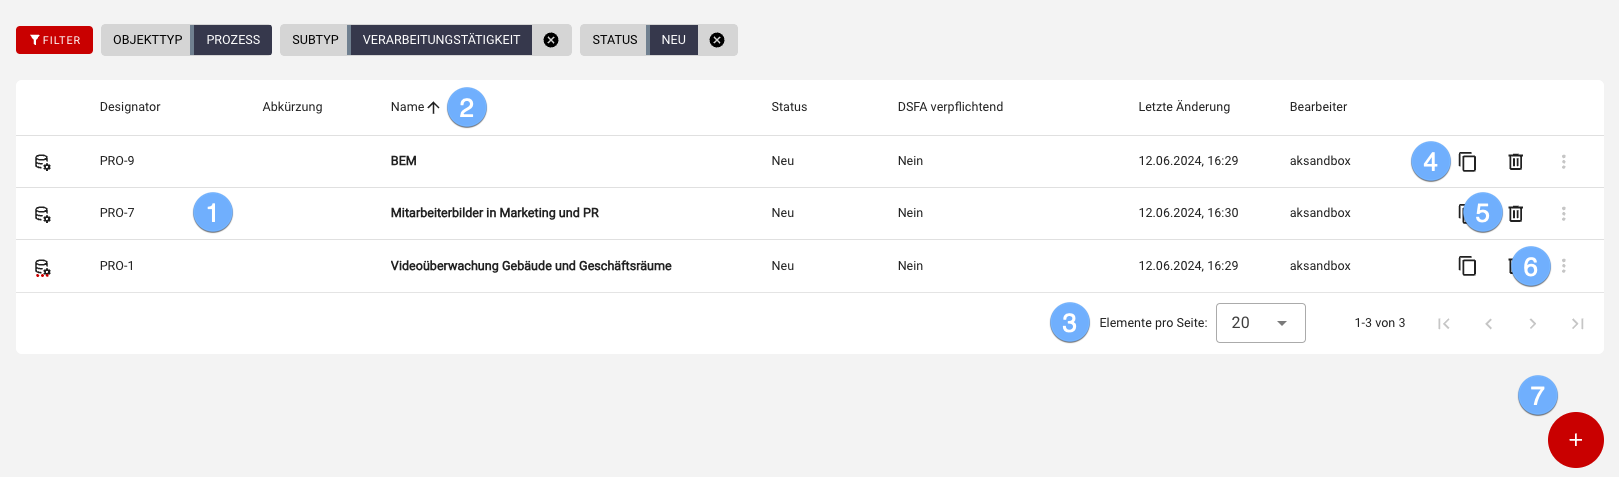 FILTER OBJEKTTYP PROZESS SUBTYP VERARBEITUNGSTÄTIGKEIT STATUS NEU
Designator Abkürzung Name 2 Status DSFA verpflichtend Letzte Änderung Bearbeiter
PRO-9 BEM Neu Nein 12.06.2024, 16:29 aksandbox 4
PRO-7 1 Mitarbeiterbilder in Marketing und PR Neu Nein 12.06.2024, 16:30 aksandbox 5
PRO-1 Videoüberwachung Gebäude und Geschäftsräume Neu Nein 12.06.2024, 16:29 aksandbox 6
3 Elemente pro Seite: 20 1-3 von 3
7